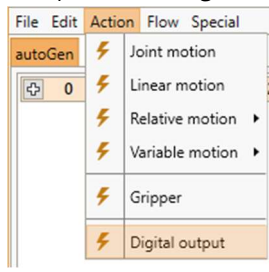 File Edit Action Flow Special
autoGen
Joint motion
0 Linear motion
Relative motion
Variable motion
Gripper
Digital output